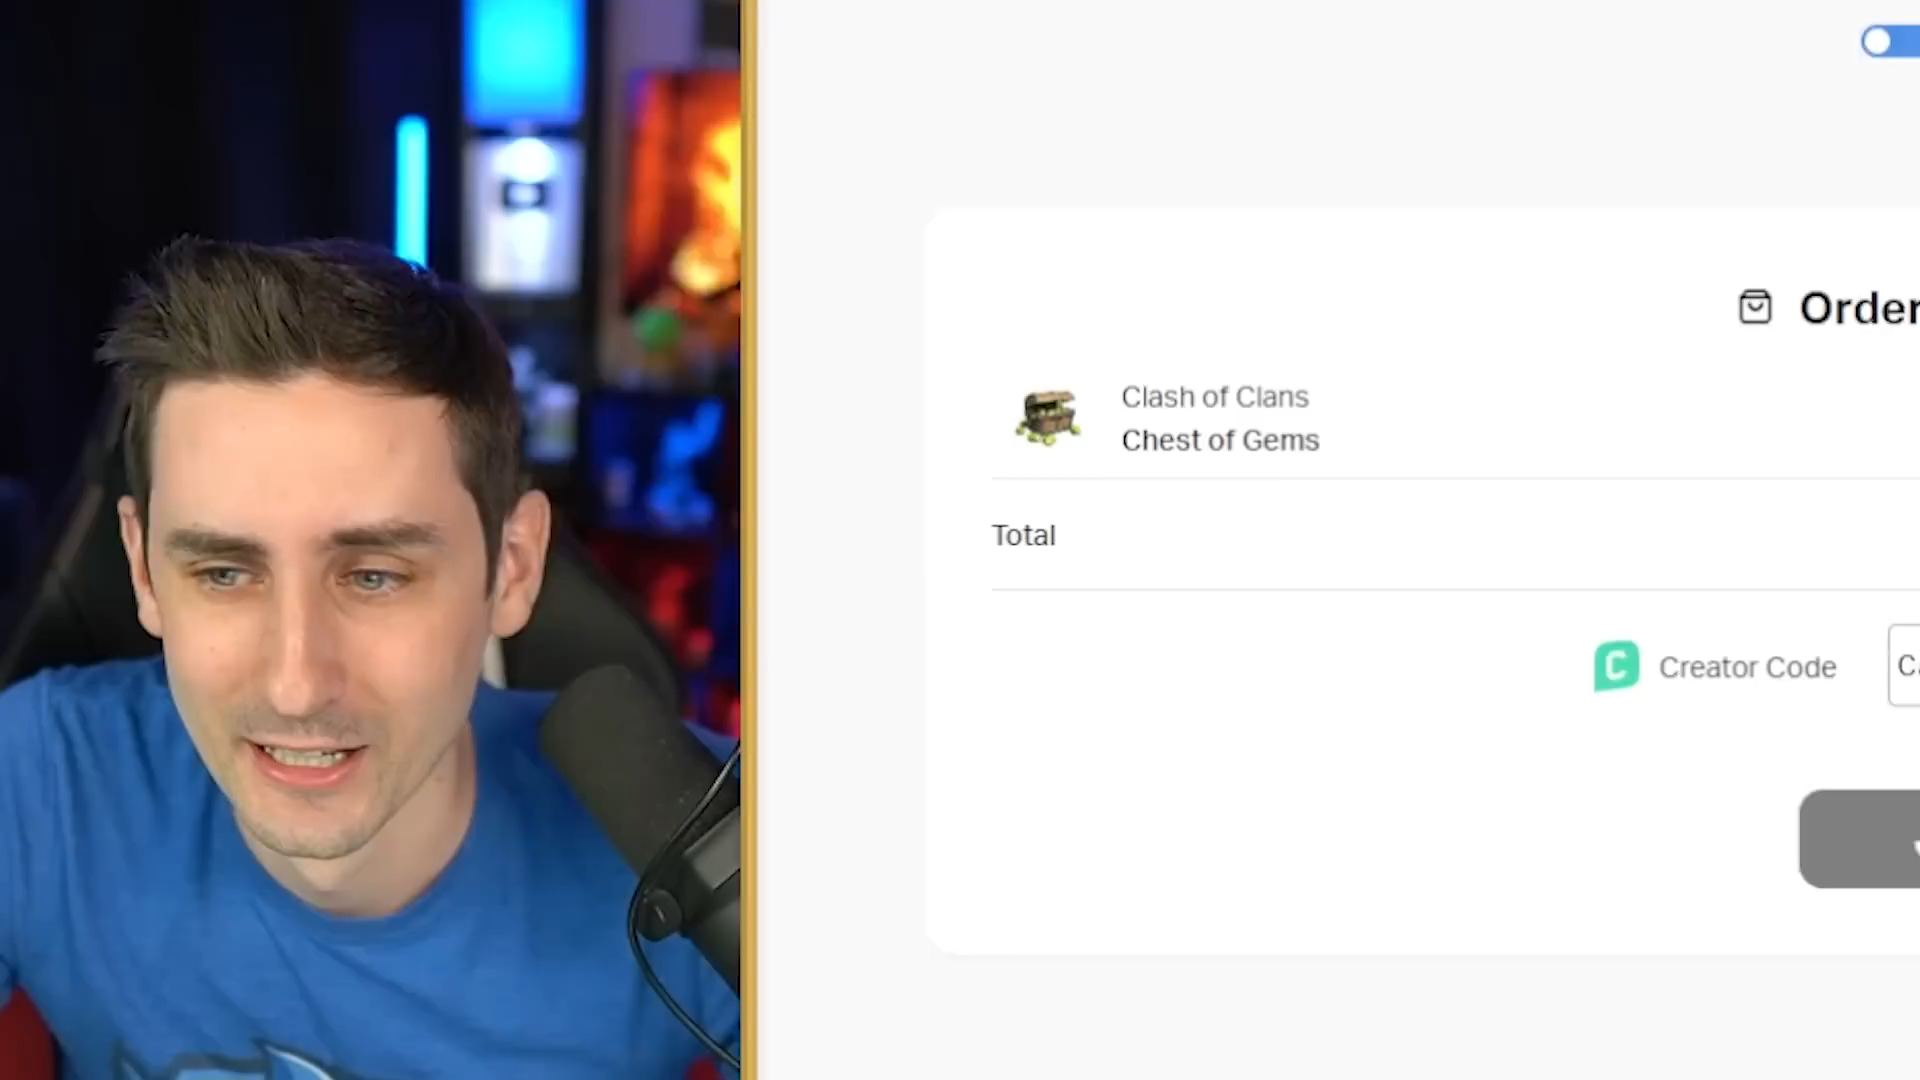 Order
Clash of Clans
Chest of Gems
Total
C Creator Code